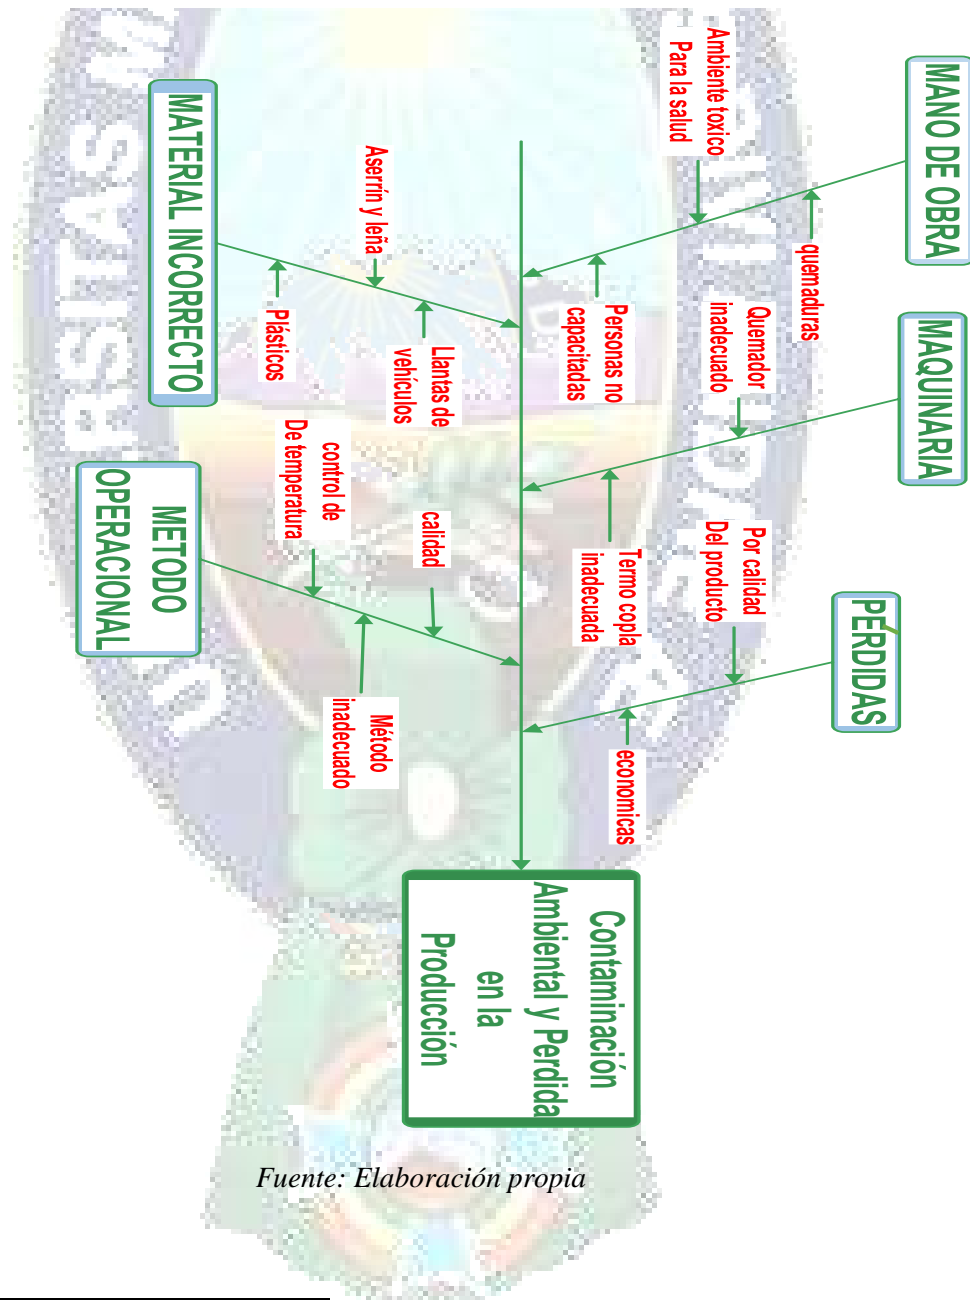 MANO DE OBRA
Ambiente toxico
Para la salud
quemaduras
Personas no
capacitadas
MAQUINARIA
Quemador
inadecuado
Termo copla
inadecuada
PERDIDAS
Por calidad
Del producto
economicas
MATERIAL INCORRECTO
Aserrín y leña
Plásticos
Llantas de
vehículos
METODO
OPERACIONAL
control de
De temperatura
calidad
Método
inadecuado
Contaminación
Ambiental y Perdida
en la
Producción
Fuente: Elaboración propia